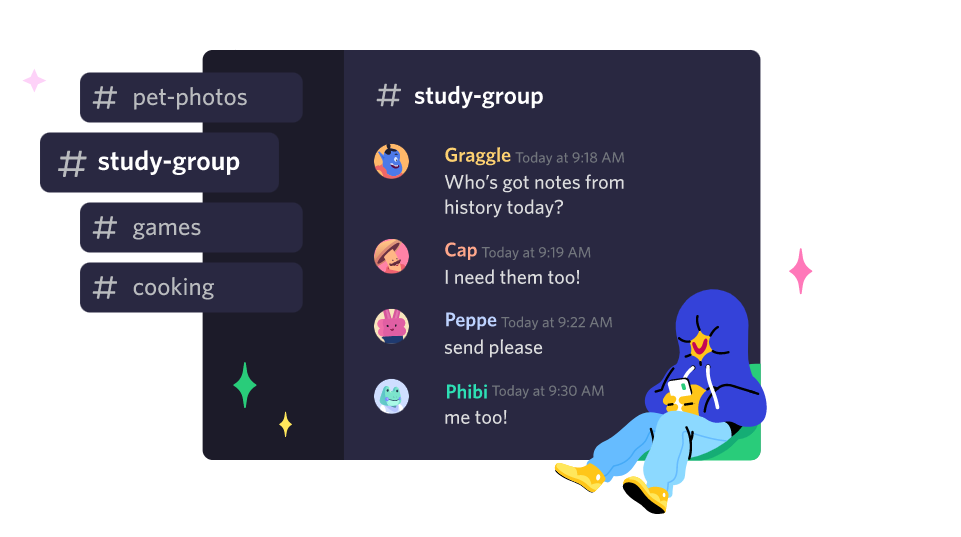 # pet-photos
# study-group
# games
# cooking
# study-group
Graggle Today at 9:18 AM
Who’s got notes from
history today?
Cap Today at 9:19 AM
I need them too!
Peppe Today at 9:22 AM
send please
Phibi Today at 9:30 AM
me too!